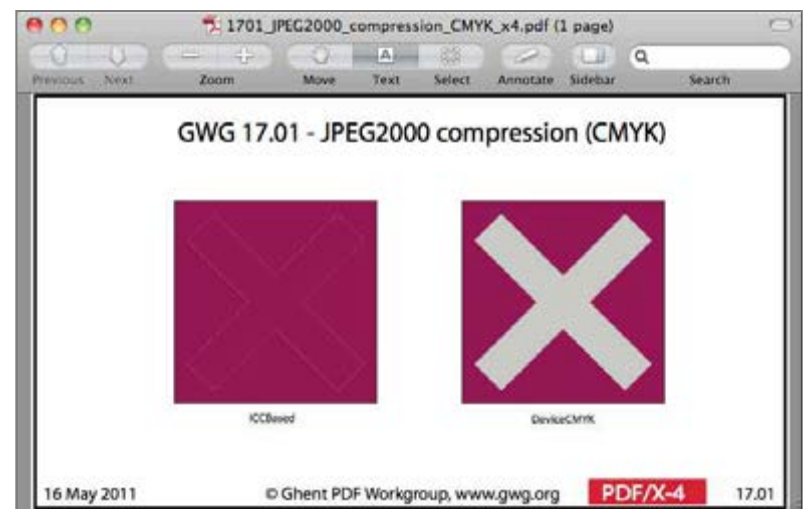 1701_JPEG2000_compression_CMYK_x4.pdf (1 page)
Previous Next Zoom Move Text Select Annotate Sidebar Search
GWG 17.01 - JPEG2000 compression (CMYK)
ICCBased DeviceCMYK
16 May 2011 © Ghent PDF Workgroup, www.gwg.org PDF/X-4 17.01